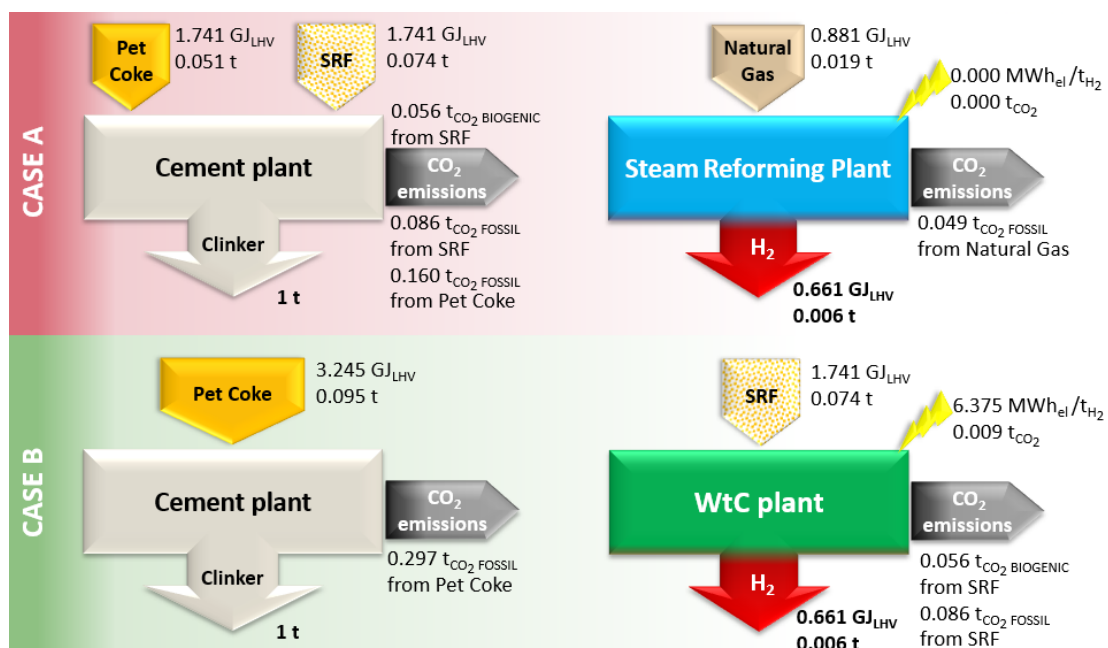 CASE A
Pet
Coke
1.741 GJLHV
0.051 t
SRF
1.741 GJLHV
0.074 t
Cement plant
0.056 tCO2 BIOGENIC
from SRF
CO2
emissions
0.086 tCO2 FOSSIL
from SRF
0.160 tCO2 FOSSIL
from Pet Coke
Clinker
1 t
Natural
Gas
0.881 GJLHV
0.019 t
0.000 MWhel/tH2
0.000 tCO2
Steam Reforming Plant
CO2
emissions
0.049 tCO2 FOSSIL
from Natural Gas
H2
0.661 GJLHV
0.006 t
CASE B
Pet Coke
3.245 GJLHV
0.095 t
Cement plant
CO2
emissions
0.297 tCO2 FOSSIL
from Pet Coke
Clinker
1 t
SRF
1.741 GJLHV
0.074 t
6.375 MWhel/tH2
0.009 tCO2
WtC plant
CO2
emissions
0.056 tCO2 BIOGENIC
from SRF
0.086 tCO2 FOSSIL
from SRF
H2
0.661 GJLHV
0.006 t